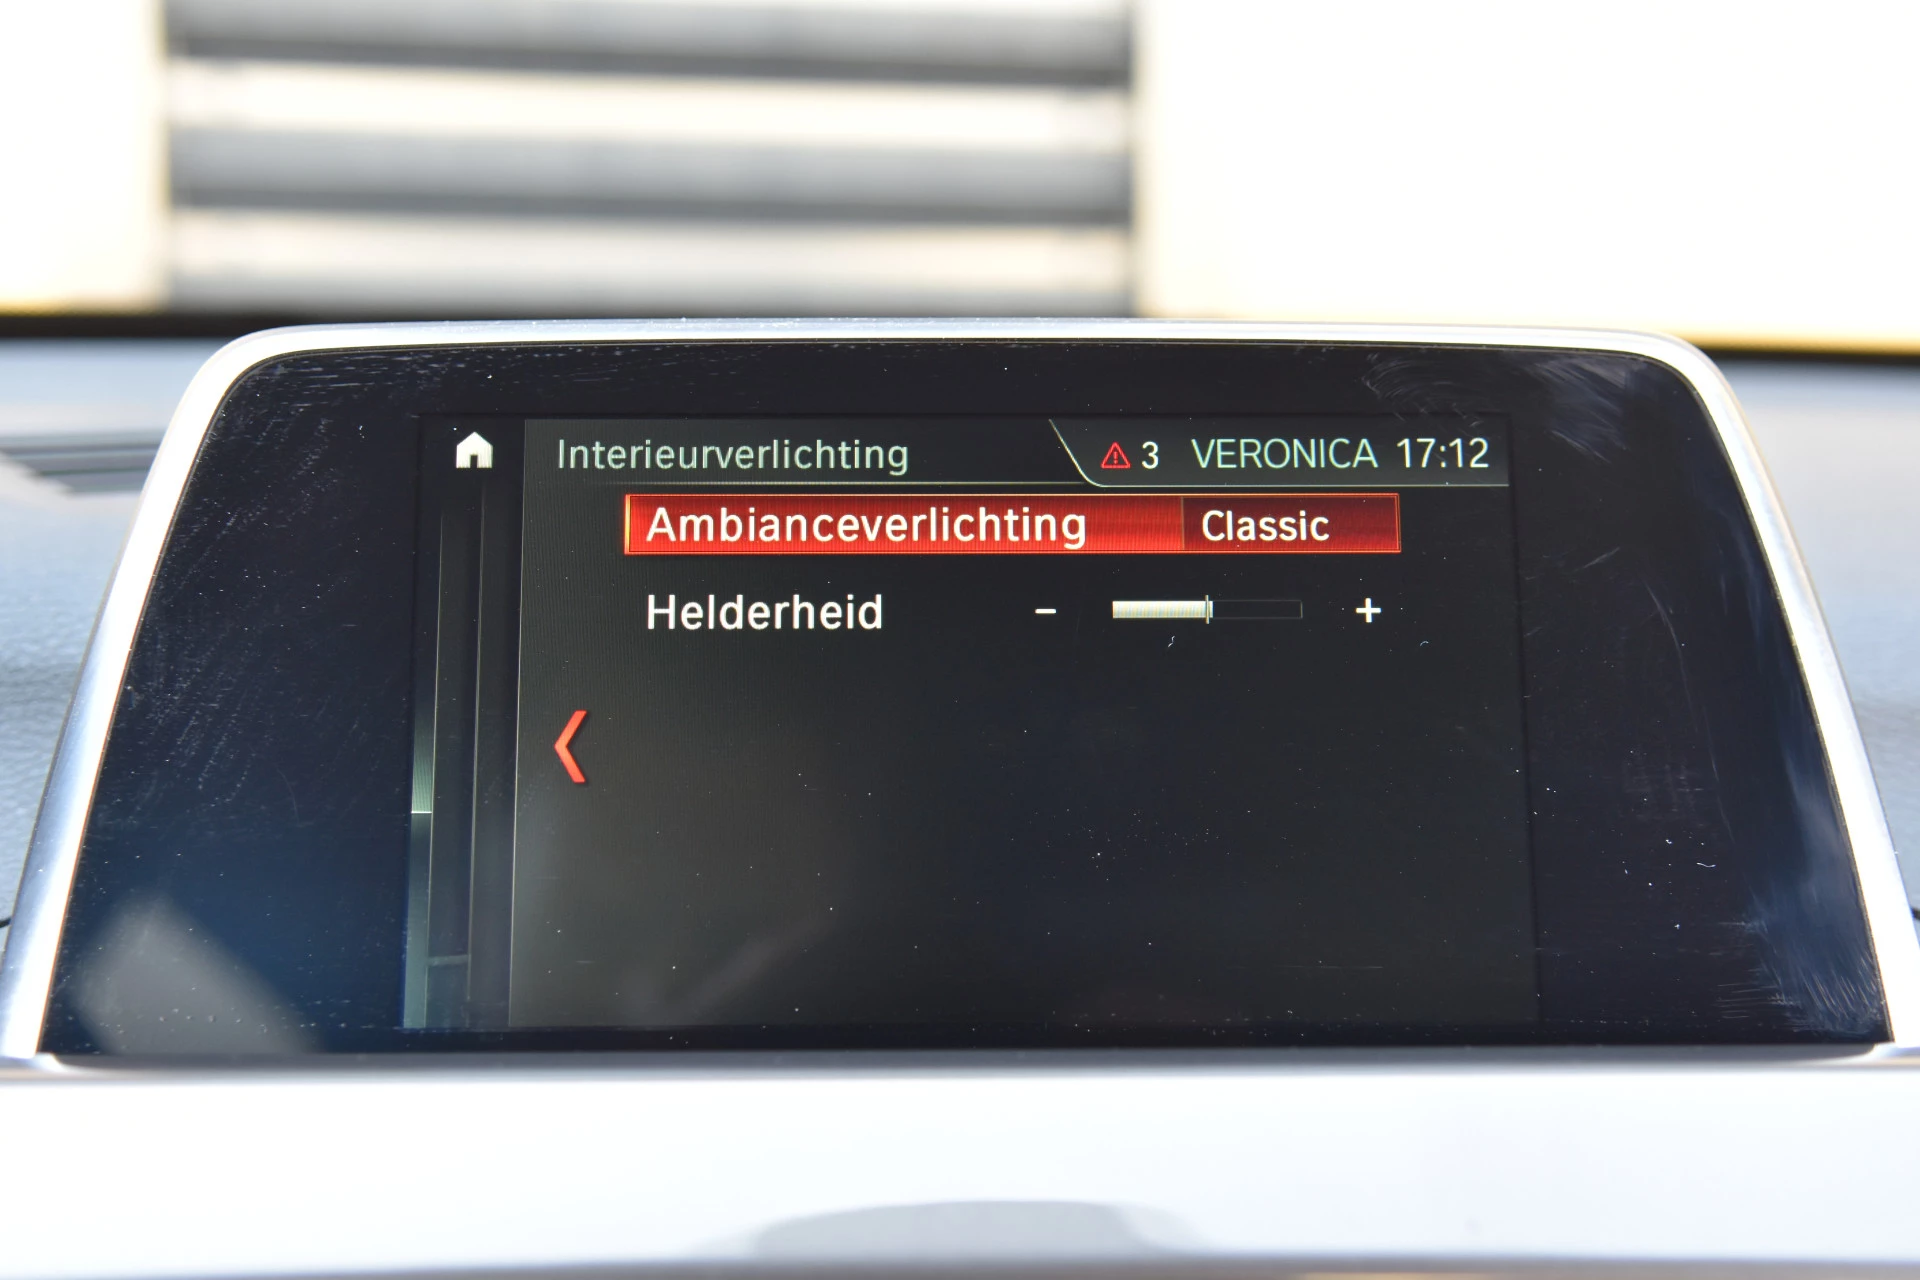 Interieurverlichting 3 VERONICA 17:12
Ambianceverlichting Classic
Helderheid - +